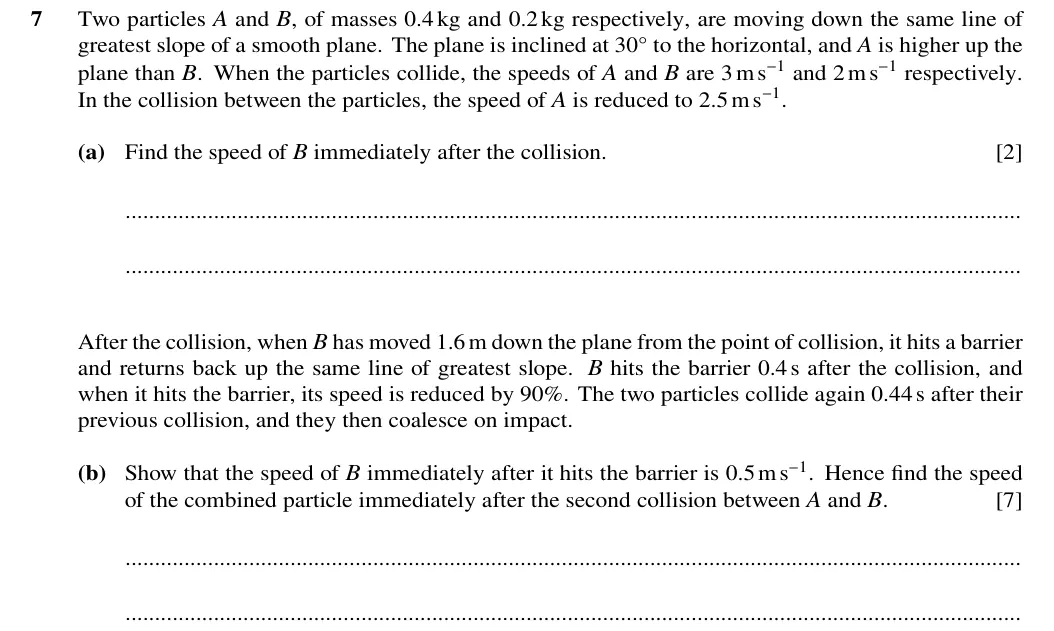 7 Two particles A and B, of masses 0.4 kg and 0.2 kg respectively, are moving down the same line of
greatest slope of a smooth plane. The plane is inclined at 30° to the horizontal, and A is higher up the
plane than B. When the particles collide, the speeds of A and B are 3 m s⁻¹ and 2 m s⁻¹ respectively.
In the collision between the particles, the speed of A is reduced to 2.5 m s⁻¹.
(a) Find the speed of B immediately after the collision. [2]
After the collision, when B has moved 1.6 m down the plane from the point of collision, it hits a barrier
and returns back up the same line of greatest slope. B hits the barrier 0.4 s after the collision, and
when it hits the barrier, its speed is reduced by 90%. The two particles collide again 0.44 s after their
previous collision, and they then coalesce on impact.
(b) Show that the speed of B immediately after it hits the barrier is 0.5 m s⁻¹. Hence find the speed
of the combined particle immediately after the second collision between A and B. [7]